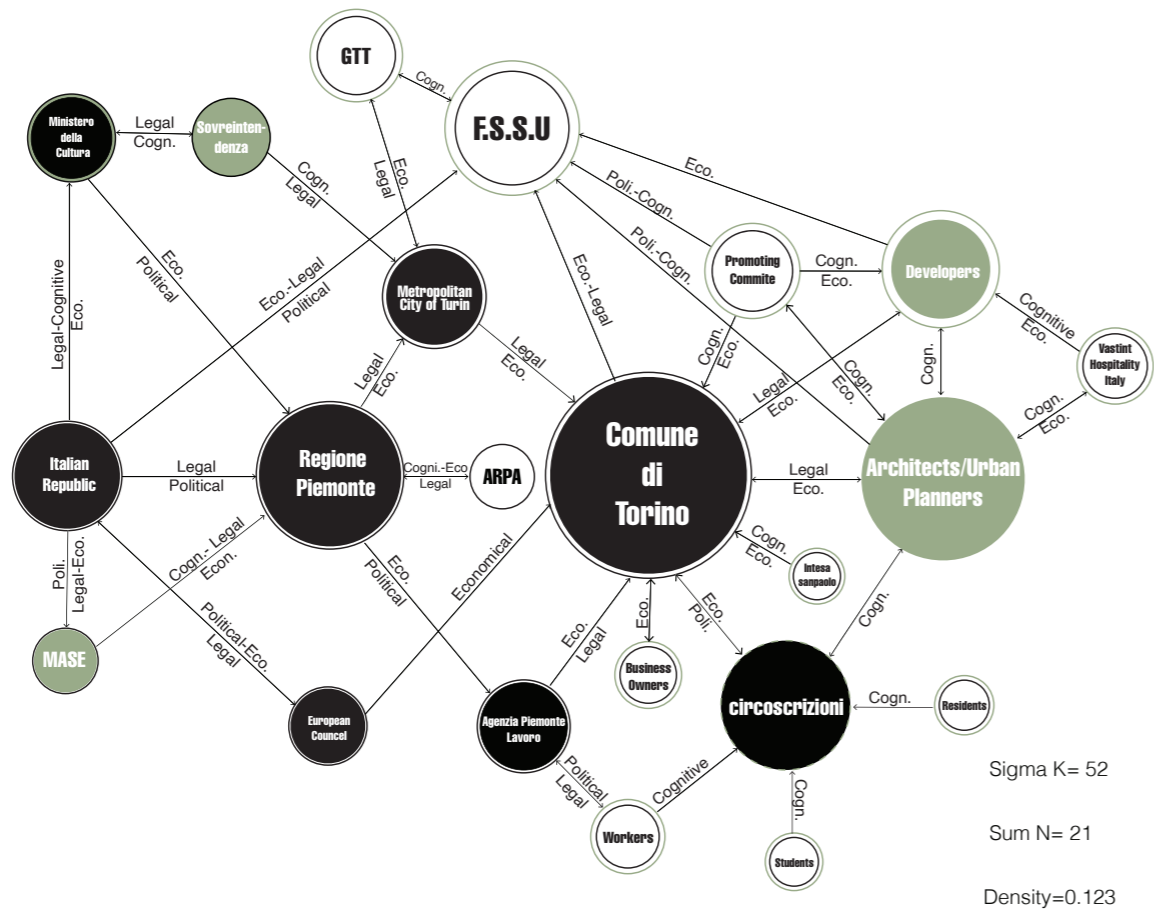 GTT
Cogn.
F.S.S.U
Ministero
della
Cultura
Legal
Cogn.
Sovreinten-
denza
Cogn.
Legal
Eco.
Legal
Eco.
Poli.-Cogn.
Poli.-Cogn.
Promoting
Commite
Cogn.
Eco.
Developers
Eco.
Political
Eco.-Legal
Political
Metropolitan
City of Turin
Eco.-Legal
Legal-Cognitive
Eco.
Legal
Eco.
Legal
Eco.
Cogn.
Eco.
Legal
Eco.
Cogn.
Eco.
Cogn.
Cognitive
Eco.
Vastint
Hospitality
Italy
Cogn.
Eco.
Italian
Republic
Legal
Political
Regione
Piemonte
Cogni.-Eco
Legal
ARPA
Comune
di
Torino
Legal
Eco.
Architects/Urban
Planners
Poli.
Legal-Eco.
Cogn.- Legal
Econ.
Eco.
Political
Economical
Cogn.
Eco.
Intesa
sanpaolo
MASE
Political-Eco.
Legal
Eco.
Legal
Eco.
Business
Owners
Eco.
Poli.
Cogn.
European
Councel
Agenzia Piemonte
Lavoro
circoscrizioni
Cogn.
Residents
Political
Legal
Workers
Cognitive
Cogn.
Students
Sigma K= 52
Sum N= 21
Density=0.123